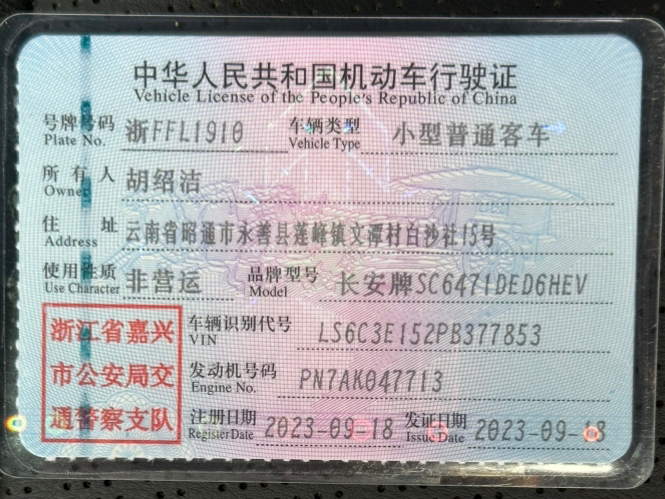 中华人民共和国机动车行驶证
Vehicle License of the People's Republic of China
号牌号码 浙FFL1910 车辆类型 小型普通客车
Plate No. Vehicle Type
所有人 胡绍洁
Owner
住址 云南省昭通市永善县莲峰镇文潭村白沙社15号
Address
使用性质 非营运 品牌型号 长安牌SC6471DED6HEV
Use Character Model
浙江省嘉兴
市公安局交
通警察支队
车辆识别代号 LS6C3E152PB377853
VIN
发动机号码 PN7AK047713
Engine No.
注册日期 2023-09-18 发证日期 2023-09-18
Register Date Issue Date